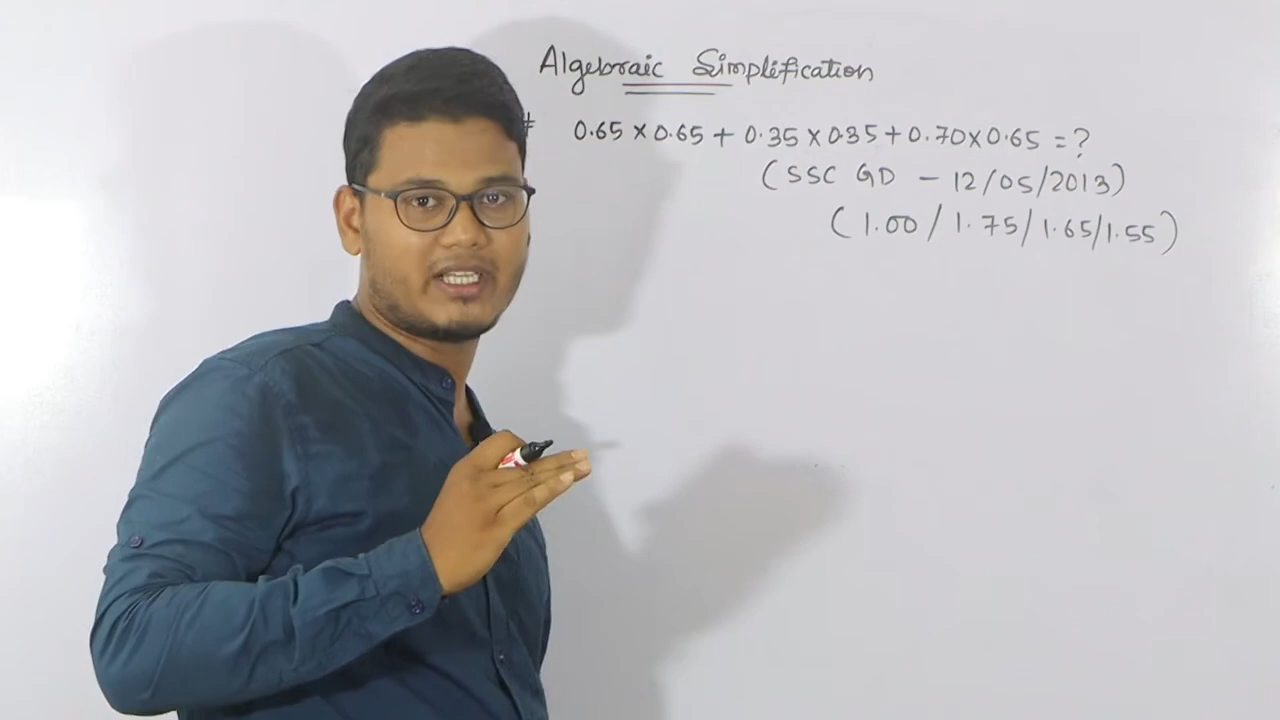 Algebraic Simplification
# 0.65 × 0.65 + 0.35 × 0.35 + 0.70 × 0.65 = ?
(SSC GD - 12/05/2013)
(1.00 / 1.75 / 1.65 / 1.55)